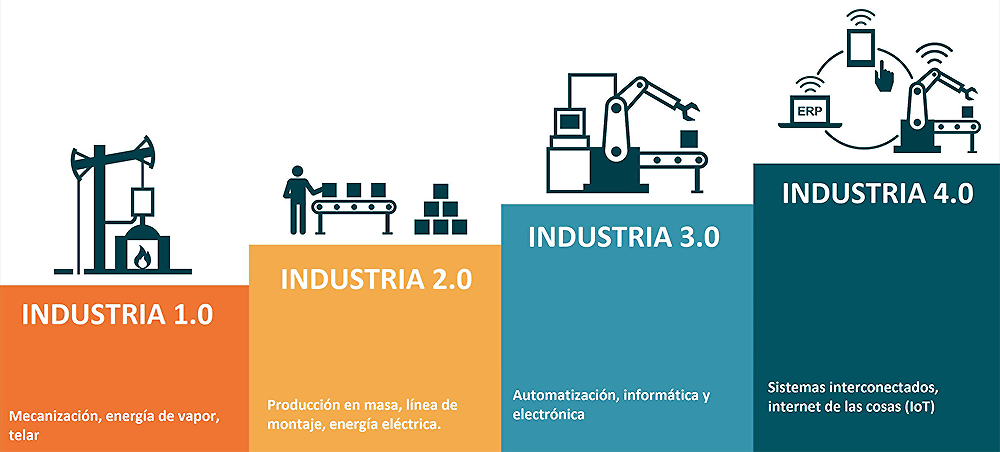 ERP
INDUSTRIA 1.0
Mecanización, energía de vapor,
telar
INDUSTRIA 2.0
Producción en masa, línea de
montaje, energía eléctrica.
INDUSTRIA 3.0
Automatización, informática y
electrónica
INDUSTRIA 4.0
Sistemas interconectados,
internet de las cosas (IoT)